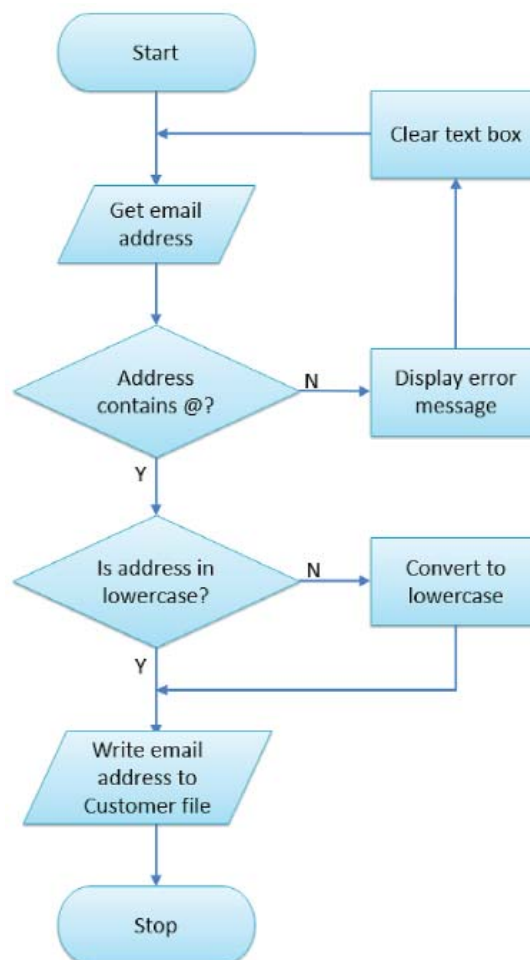 Start
Clear text box
Get email
address
Address
contains @?
N
Display error
message
Y
Is address in
lowercase?
N
Convert to
lowercase
Y
Write email
address to
Customer file
Stop